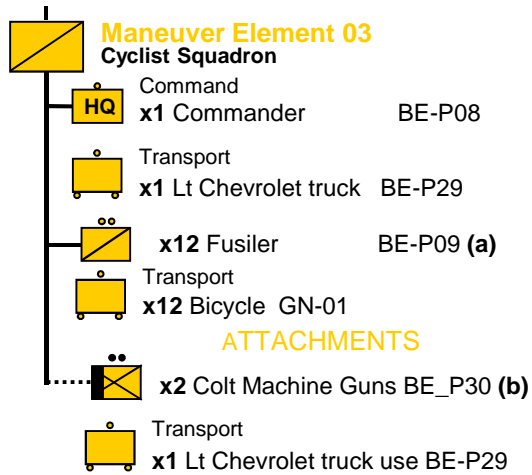 Maneuver Element 03
Cyclist Squadron
Command
HQ x1 Commander BE-P08
Transport
x1 Lt Chevrolet truck BE-P29
x12 Fusiler BE-P09 (a)
Transport
x12 Bicycle GN-01
ATTACHMENTS
x2 Colt Machine Guns BE_P30 (b)
Transport
x1 Lt Chevrolet truck use BE-P29